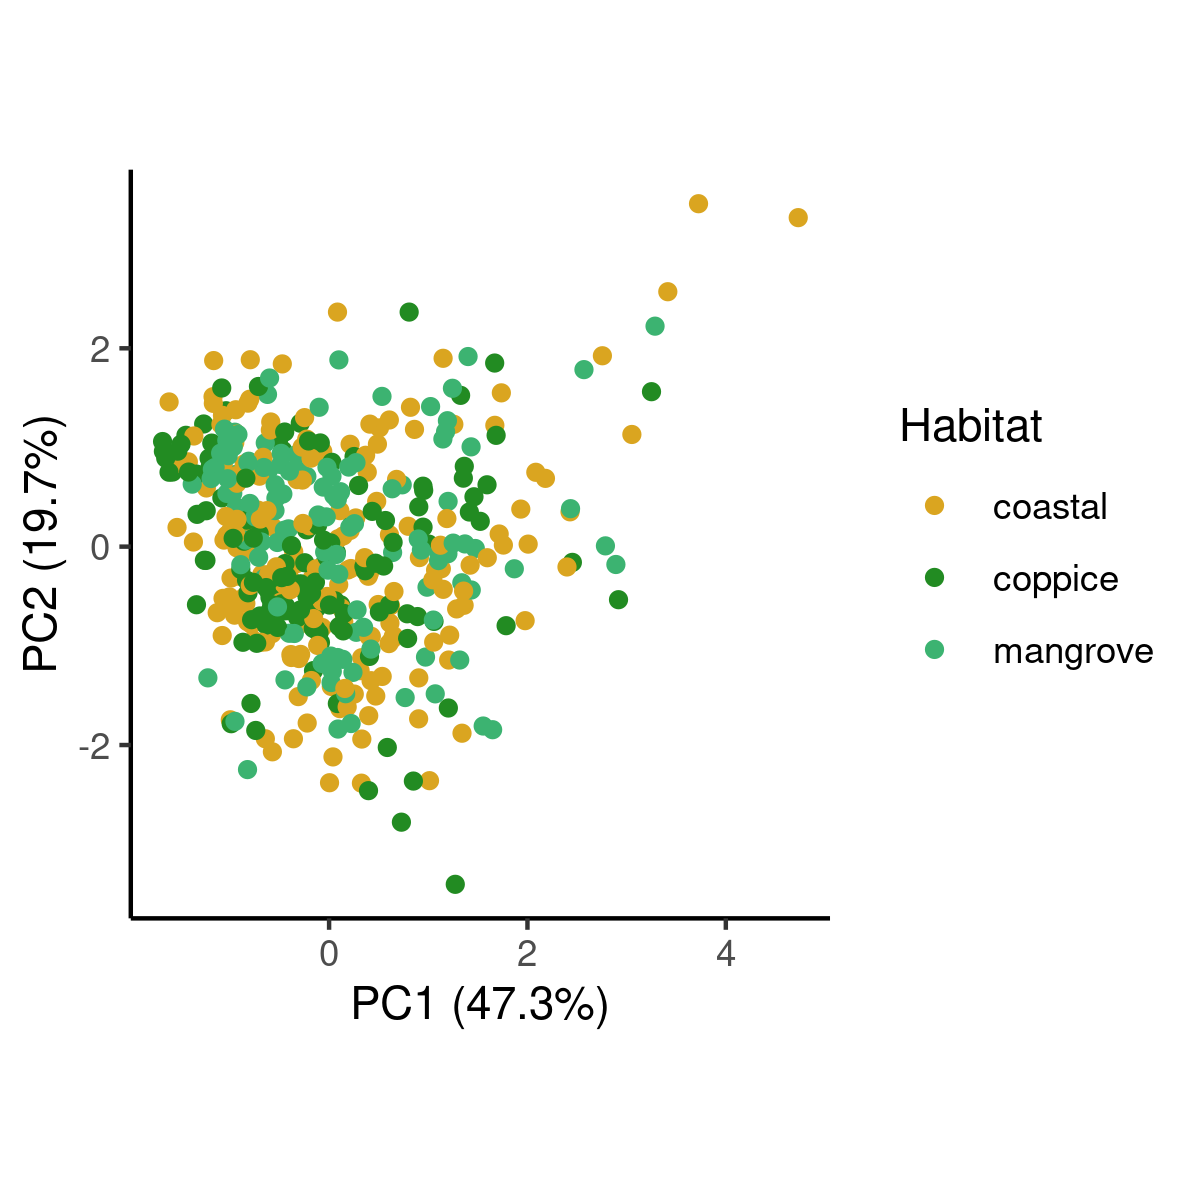 PC2 (19.7%)
2
0
-2
0 2 4
PC1 (47.3%)
Habitat
coastal
coppice
mangrove